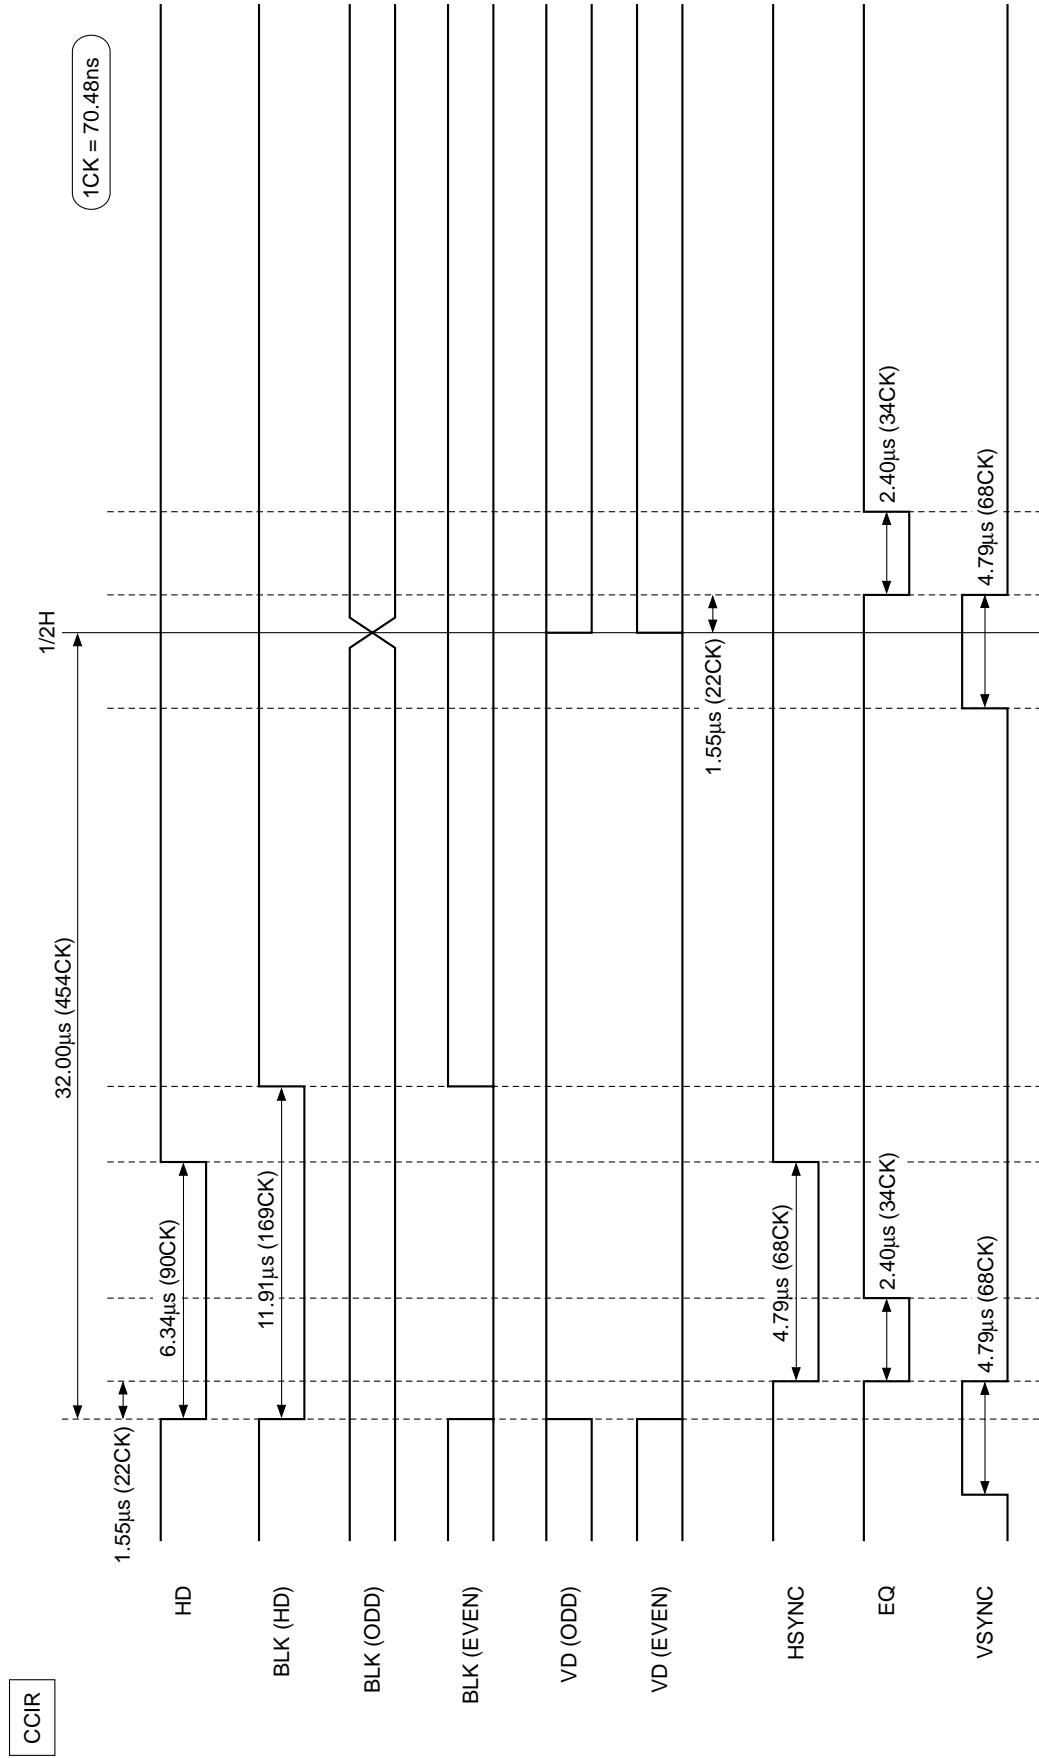 CCIR
1CK = 70.48ns
1/2H
32.00µs (454CK)
1.55µs (22CK)
HD
6.34µs (90CK)
BLK (HD)
11.91µs (169CK)
BLK (ODD)
BLK (EVEN)
VD (ODD)
VD (EVEN)
1.55µs (22CK)
HSYNC
4.79µs (68CK)
EQ
2.40µs (34CK)
2.40µs (34CK)
VSYNC
4.79µs (68CK)
4.79µs (68CK)